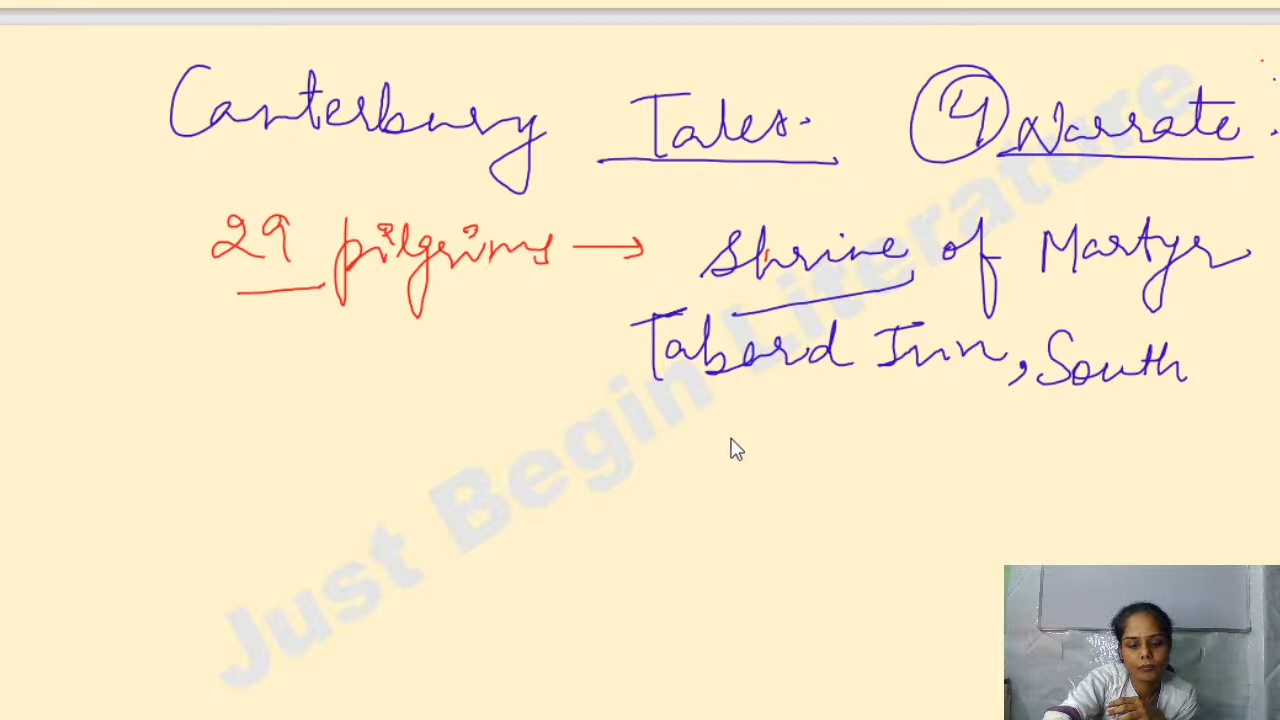 Canterbury Tales. 4 Narrate.
29 pilgrims → Shrine of Martyr
Tabard Inn, South
Just Begin Literature